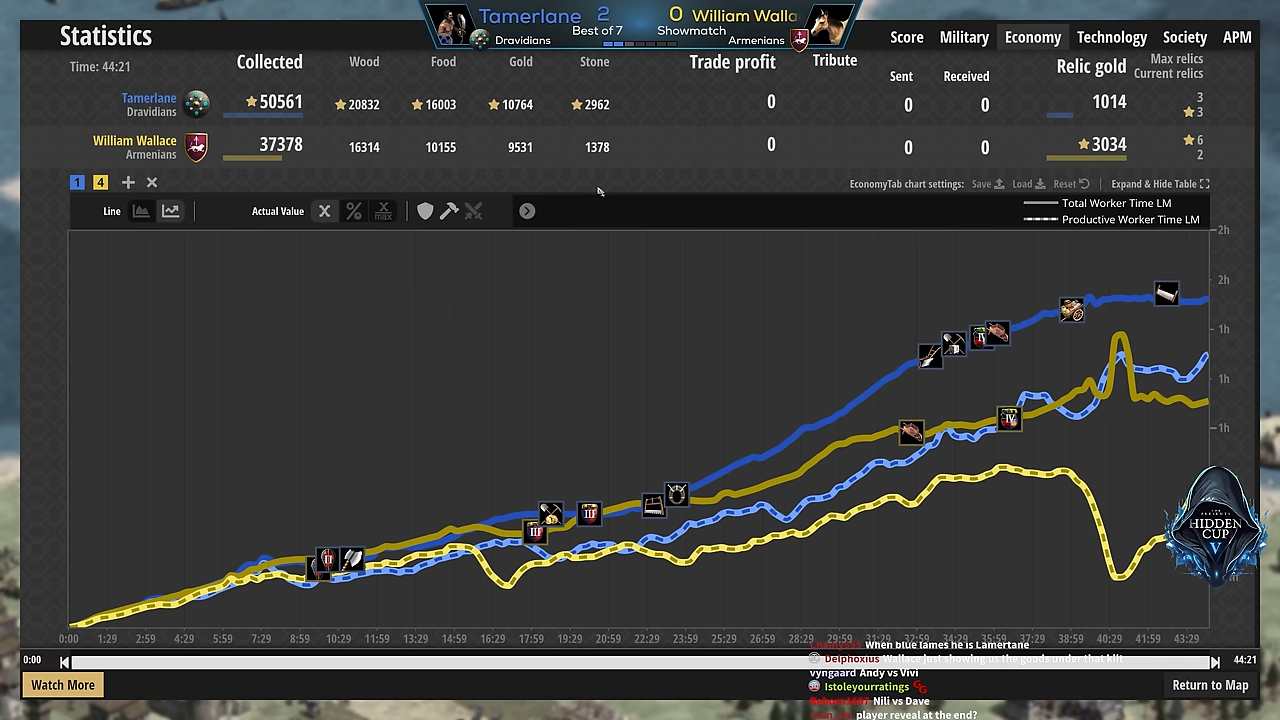 Tamerlane 2 0 William Walla
Best of 7 Showmatch
Dravidians Armenians
Statistics
Score Military Economy Technology Society APM
Time: 44:21
Collected Wood Food Gold Stone Trade profit Tribute Sent Received Relic gold Max relics
Current relics
Tamerlane
Dravidians
50561 20832 16003 10764 2962 0 0 0 1014 3
3
William Wallace
Armenians
37378 16314 10155 9531 1378 0 0 0 3034 6
2
1 4
EconomyTab chart settings: Save Load Reset Expand & Hide Table
Line Actual Value X % X max
Total Worker Time LM
Productive Worker Time LM
2h
2h
1h
1h
1h
II
III
III
IV
IV
THE PRESENTS
HIDDEN
CUP
V
0:00 1:29 2:59 4:29 5:59 7:29 8:59 10:29 11:59 13:29 14:59 16:29 17:59 19:29 20:59 22:29 23:59 25:29 26:59 28:29 29:59 31:29 32:59 34:29 35:59 37:29 38:59 40:29 41:59 43:29
When blue lames he is Lamertane
0:00 44:21
Delphoxius Wallace just showing us the goods under that kilt
vyngaard Andy vs Vivi
Istoleyourratings GG
Nili vs Dave
player reveal at the end?
Watch More
Return to Map